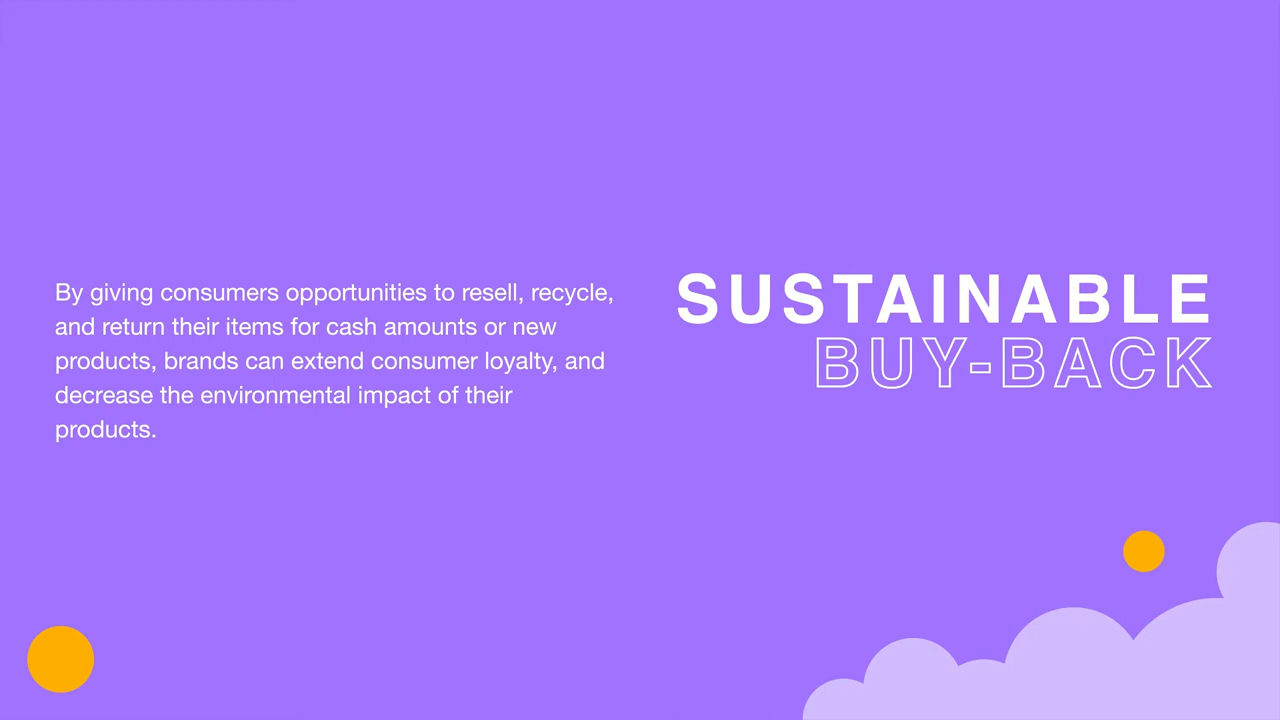 By giving consumers opportunities to resell, recycle,
and return their items for cash amounts or new
products, brands can extend consumer loyalty, and
decrease the environmental impact of their
products.
SUSTAINABLE
BUY-BACK